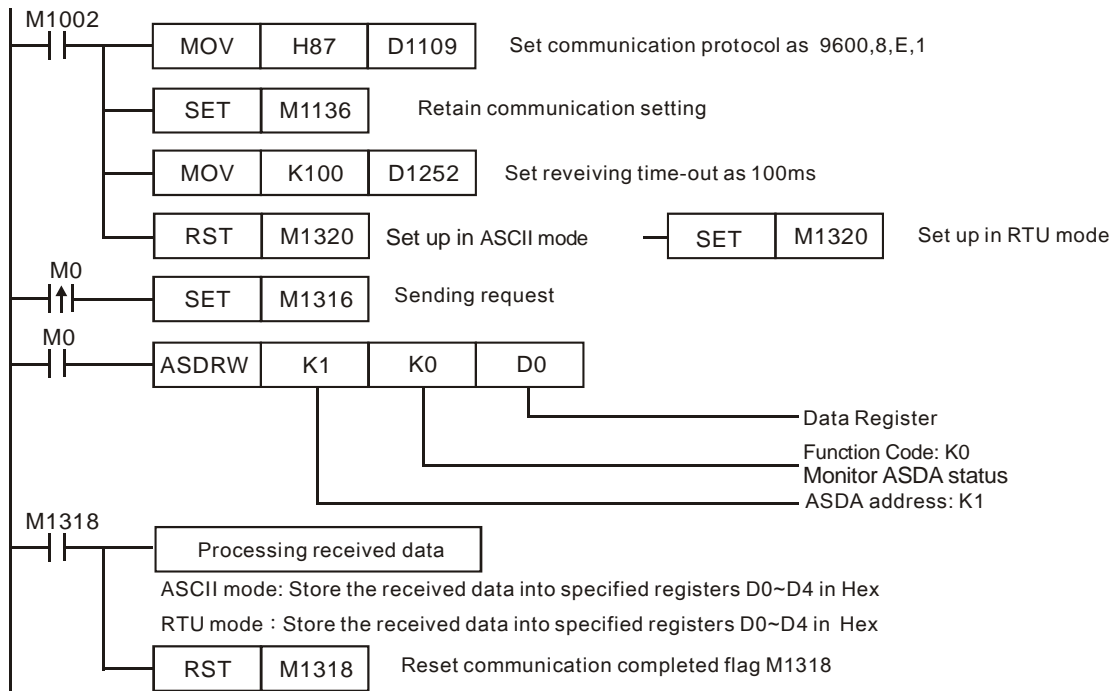 M1002
MOV H87 D1109 Set communication protocol as 9600,8,E,1
SET M1136 Retain communication setting
MOV K100 D1252 Set reveiving time-out as 100ms
RST M1320 Set up in ASCII mode SET M1320 Set up in RTU mode
M0
SET M1316 Sending request
M0
ASDRW K1 K0 D0
Data Register
Function Code: K0
Monitor ASDA status
ASDA address: K1
M1318
Processing received data
ASCII mode: Store the received data into specified registers D0~D4 in Hex
RTU mode：Store the received data into specified registers D0~D4 in Hex
RST M1318 Reset communication completed flag M1318